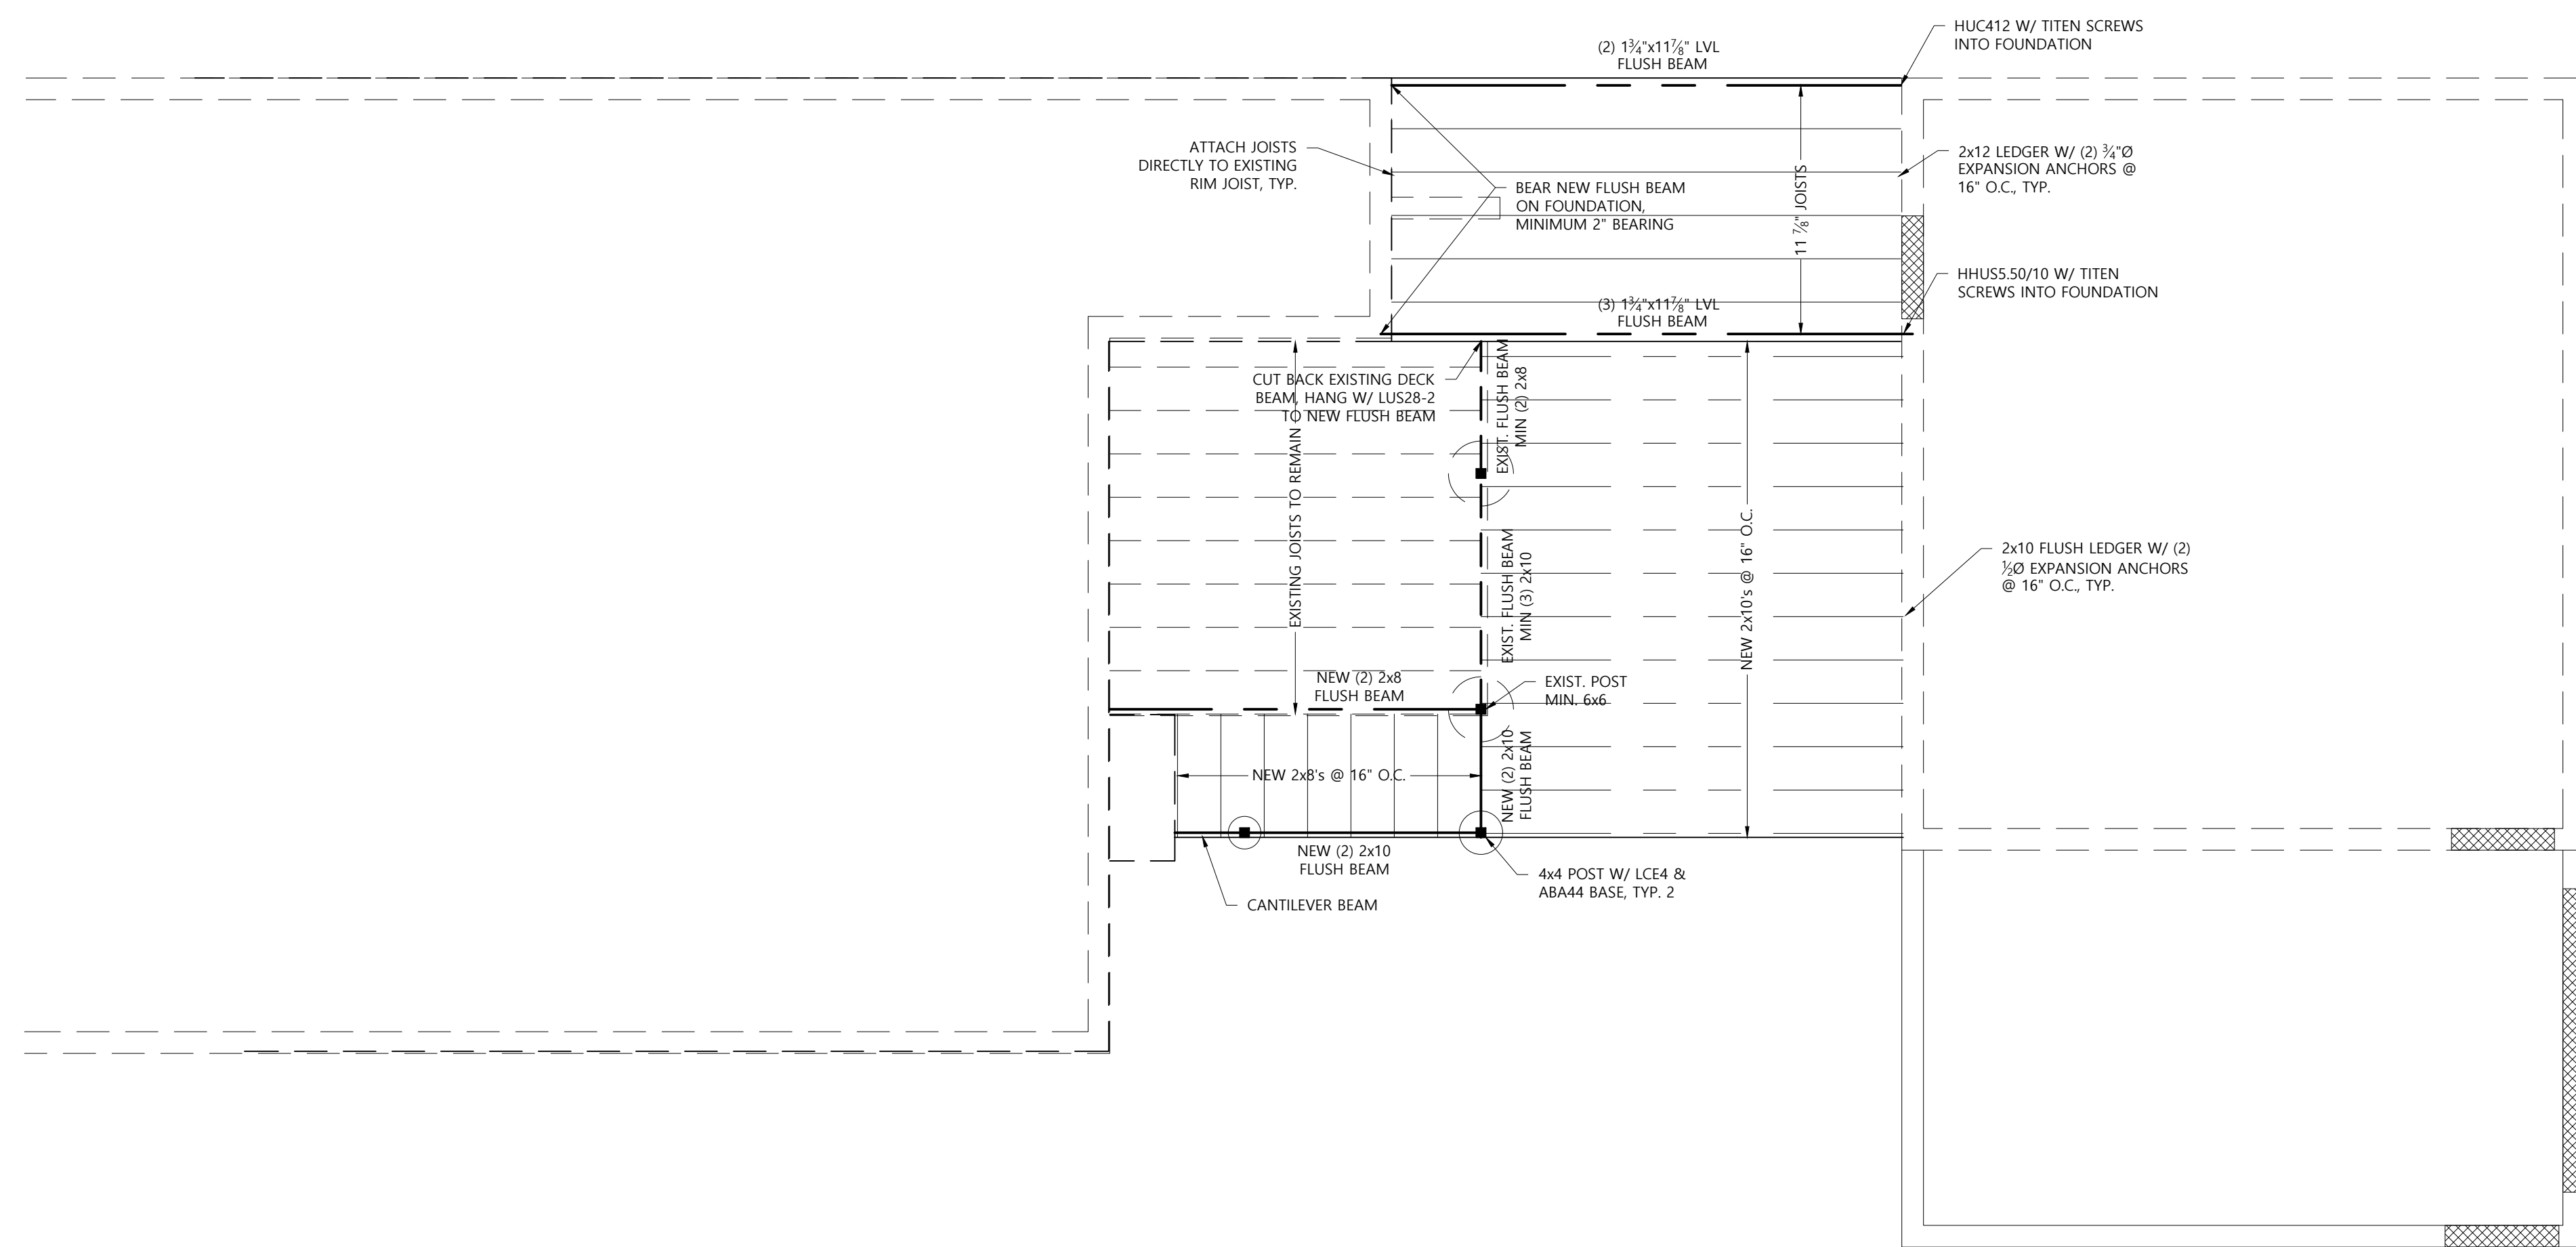 HUC412 W/ TITEN SCREWS
INTO FOUNDATION
(2) 1¾"x11⅞" LVL
FLUSH BEAM
ATTACH JOISTS
DIRECTLY TO EXISTING
RIM JOIST, TYP.
2x12 LEDGER W/ (2) ¾"Ø
EXPANSION ANCHORS @
16" O.C., TYP.
BEAR NEW FLUSH BEAM
ON FOUNDATION,
MINIMUM 2" BEARING
11 ⅞" JOISTS
HHUS5.50/10 W/ TITEN
SCREWS INTO FOUNDATION
(3) 1¾"x11⅞" LVL
FLUSH BEAM
CUT BACK EXISTING DECK
BEAM, HANG W/ LUS28-2
TO NEW FLUSH BEAM
EXIST. FLUSH BEAM
MIN (2) 2x8
EXISTING JOISTS TO REMAIN
EXIST. FLUSH BEAM
MIN (3) 2x10
NEW 2x10's @ 16" O.C.
2x10 FLUSH LEDGER W/ (2)
½Ø EXPANSION ANCHORS
@ 16" O.C., TYP.
NEW (2) 2x8
FLUSH BEAM
EXIST. POST
MIN. 6x6
NEW (2) 2x10
FLUSH BEAM
NEW 2x8's @ 16" O.C.
NEW (2) 2x10
FLUSH BEAM
4x4 POST W/ LCE4 &
ABA44 BASE, TYP. 2
CANTILEVER BEAM